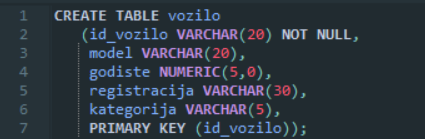 1 CREATE TABLE vozilo
2 (id_vozilo VARCHAR(20) NOT NULL,
3 model VARCHAR(20),
4 godiste NUMERIC(5,0),
5 registracija VARCHAR(30),
6 kategorija VARCHAR(5),
7 PRIMARY KEY (id_vozilo));